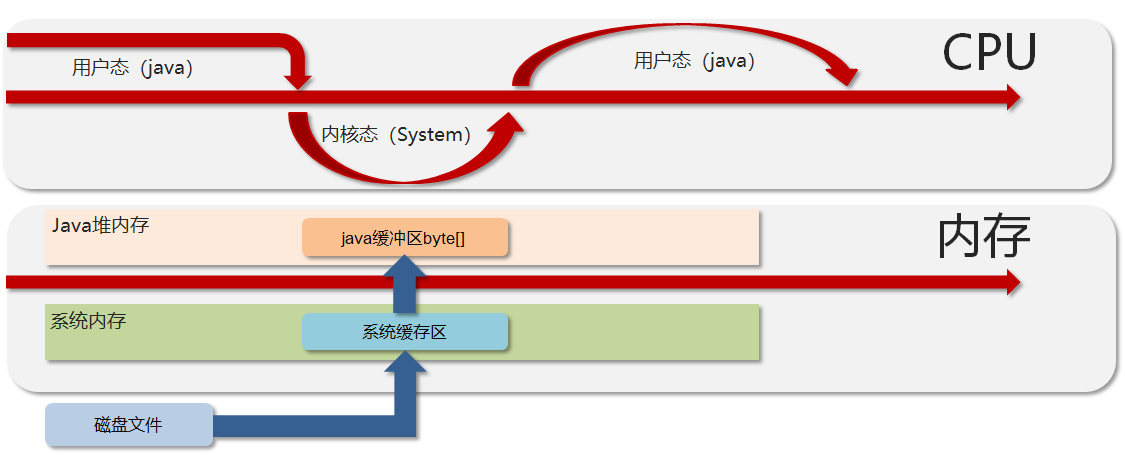 CPU
用户态（java）
用户态（java）
内核态（System）
内存
Java堆内存
java缓冲区byte[]
系统内存
系统缓存区
磁盘文件